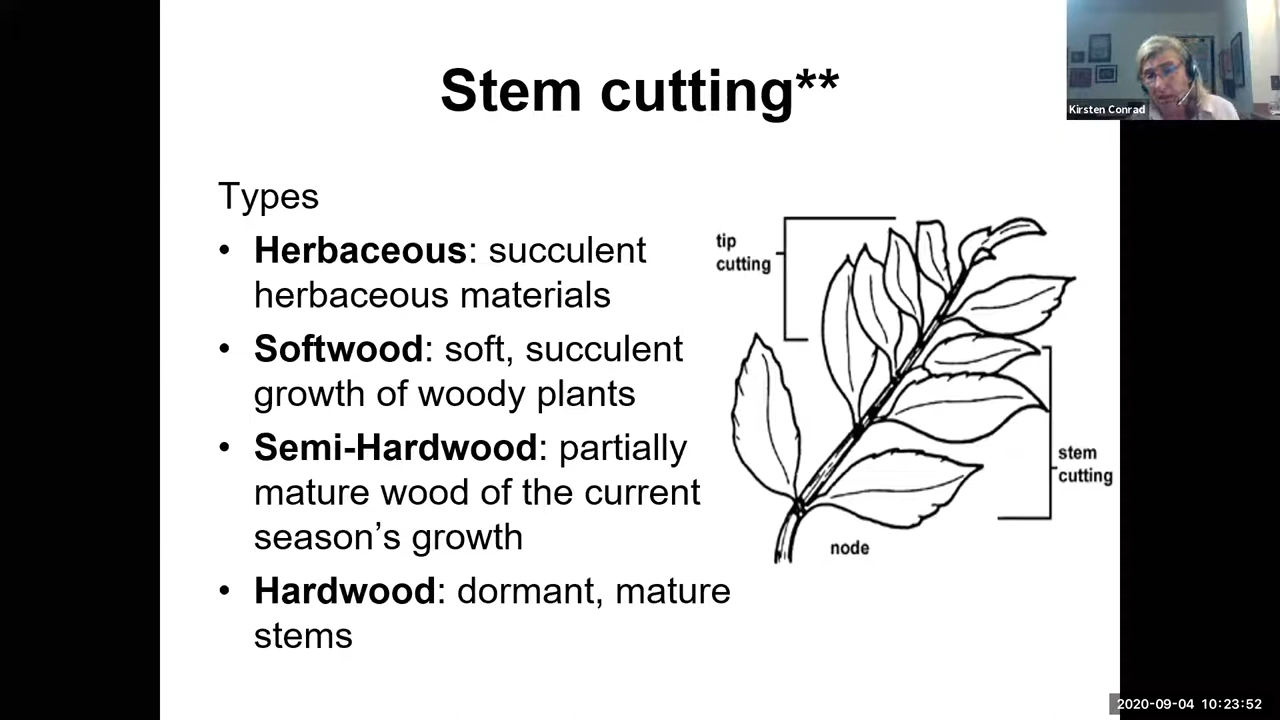 Stem cutting**
Kirsten Conrad
Types
• Herbaceous: succulent
herbaceous materials
• Softwood: soft, succulent
growth of woody plants
• Semi-Hardwood: partially
mature wood of the current
season’s growth
• Hardwood: dormant, mature
stems
tip
cutting
stem
cutting
node
2020-09-04 10:23:52